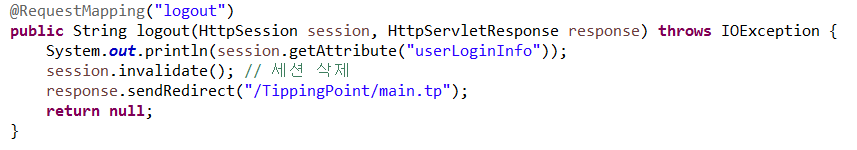 @RequestMapping("logout")
public String logout(HttpSession session, HttpServletResponse response) throws IOException {
    System.out.println(session.getAttribute("userLoginInfo"));
    session.invalidate(); // 세션 삭제
    response.sendRedirect("/TippingPoint/main.tp");
    return null;
}